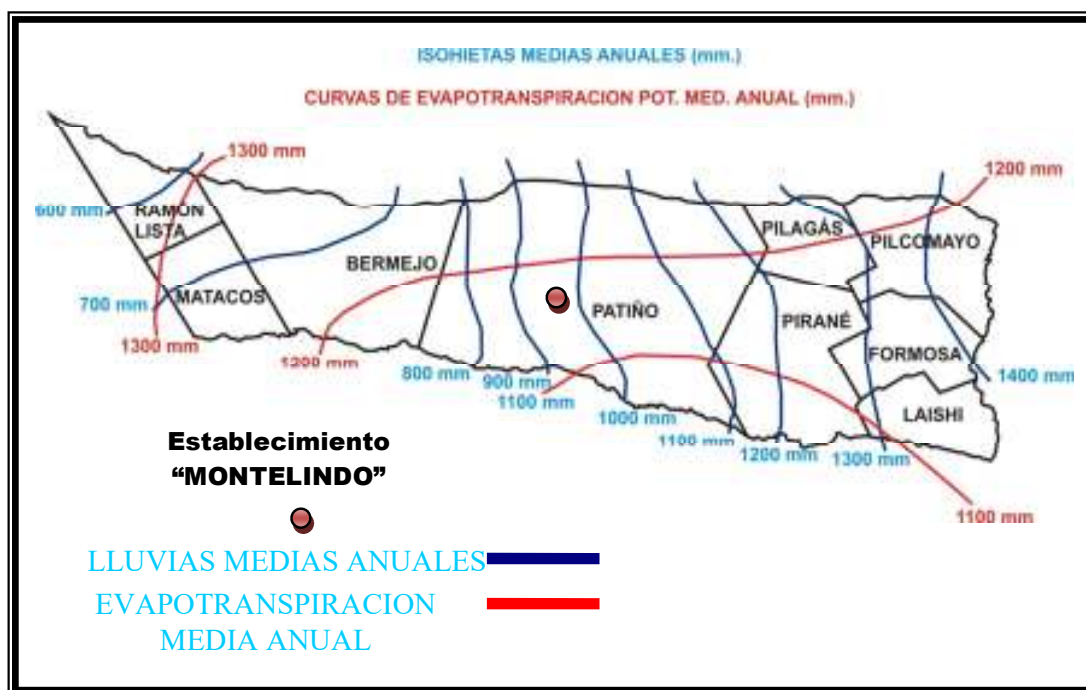 ISOHIETAS MEDIAS ANUALES (mm.)
CURVAS DE EVAPOTRANSPIRACION POT. MED. ANUAL (mm.)
1300 mm
1200 mm
600 mm
RAMON
LISTA
PILAGÁS
PILCOMAYO
BERMEJO
MATACOS
700 mm
PATIÑO
PIRANÉ
1300 mm
1200 mm
FORMOSA
800 mm
900 mm
1400 mm
1100 mm
1000 mm
LAISHI
1100 mm
1200 mm
1300 mm
1100 mm
Establecimiento
“MONTELINDO”
LLUVIAS MEDIAS ANUALES
EVAPOTRANSPIRACION
MEDIA ANUAL